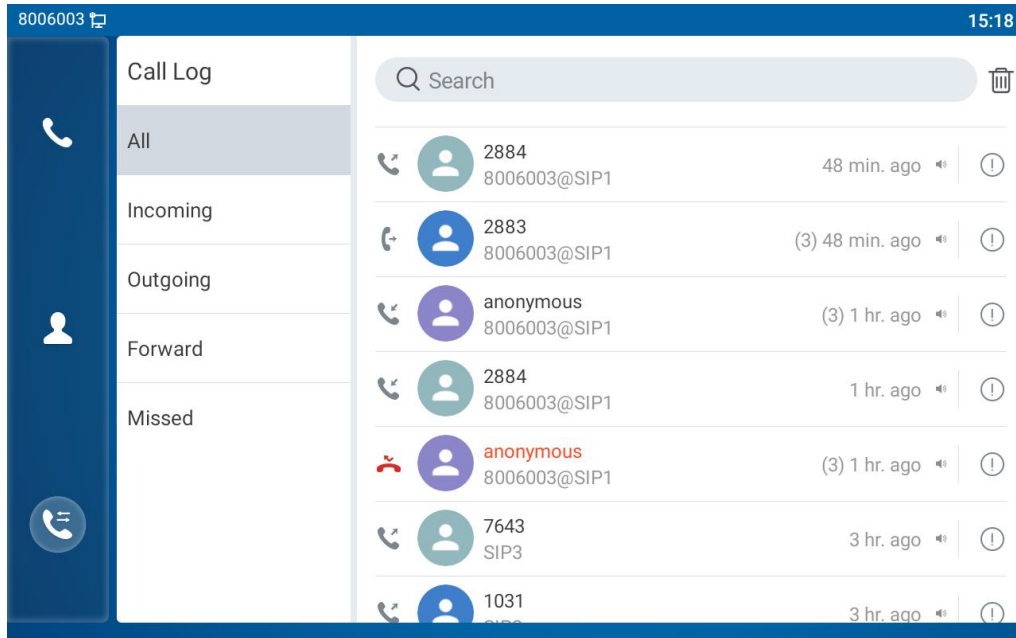 8006003
15:18
Call Log
All
Incoming
Outgoing
Forward
Missed
Search
2884
8006003@SIP1
48 min. ago
2883
8006003@SIP1
(3) 48 min. ago
anonymous
8006003@SIP1
(3) 1 hr. ago
2884
8006003@SIP1
1 hr. ago
anonymous
8006003@SIP1
(3) 1 hr. ago
7643
SIP3
3 hr. ago
1031
3 hr. ago